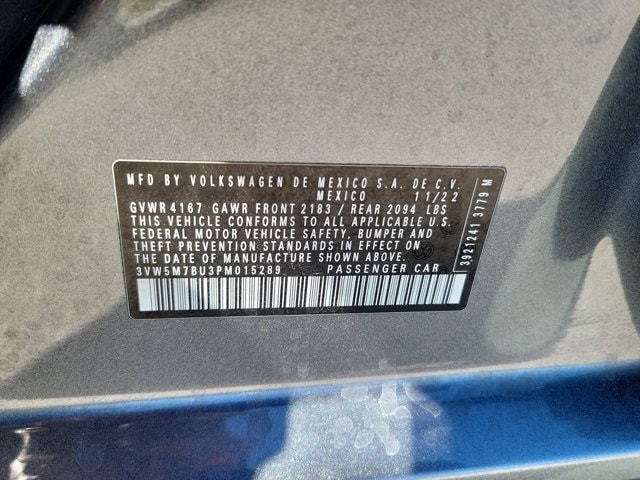 MFD BY VOLKSWAGEN DE MEXICO S.A. DE C.V.
MEXICO 11/22
GVWR 4167 GAWR FRONT 2183 / REAR 2094 LBS
THIS VEHICLE CONFORMS TO ALL APPLICABLE U.S.
FEDERAL MOTOR VEHICLE SAFETY, BUMPER AND
THEFT PREVENTION STANDARDS IN EFFECT ON
THE DATE OF MANUFACTURE SHOWN ABOVE.
3VW5M7BU3PM015289 PASSENGER CAR
3921241 3779 M